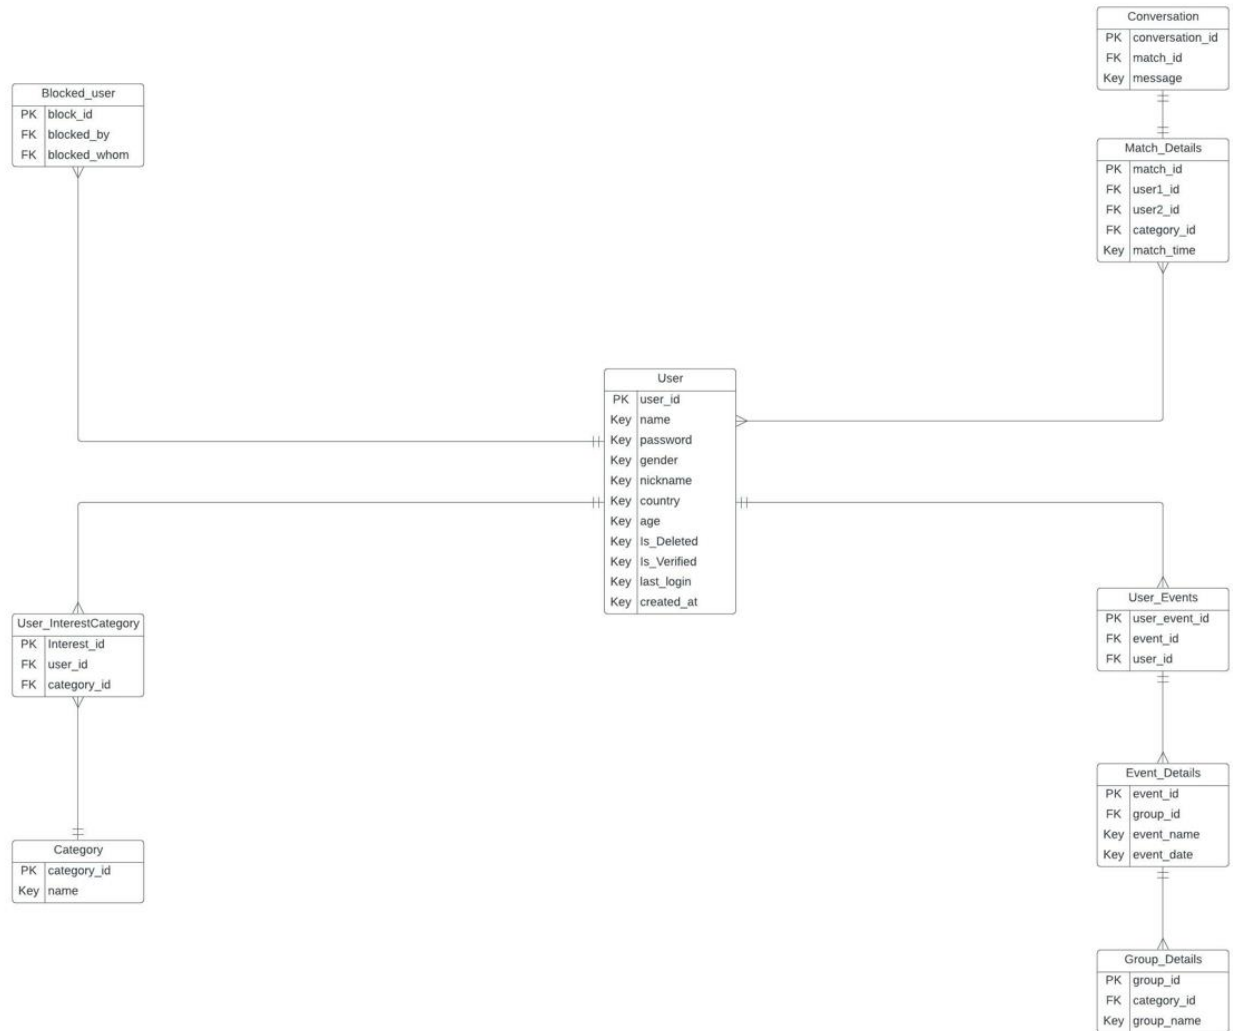 Conversation
PK conversation_id
FK match_id
Key message
Blocked_user
PK block_id
FK blocked_by
FK blocked_whom
Match_Details
PK match_id
FK user1_id
FK user2_id
FK category_id
Key match_time
User
PK user_id
Key name
Key password
Key gender
Key nickname
Key country
Key age
Key Is_Deleted
Key Is_Verified
Key last_login
Key created_at
User_InterestCategory
PK Interest_id
FK user_id
FK category_id
User_Events
PK user_event_id
FK event_id
FK user_id
Event_Details
PK event_id
FK group_id
Key event_name
Key event_date
Category
PK category_id
Key name
Group_Details
PK group_id
FK category_id
Key group_name